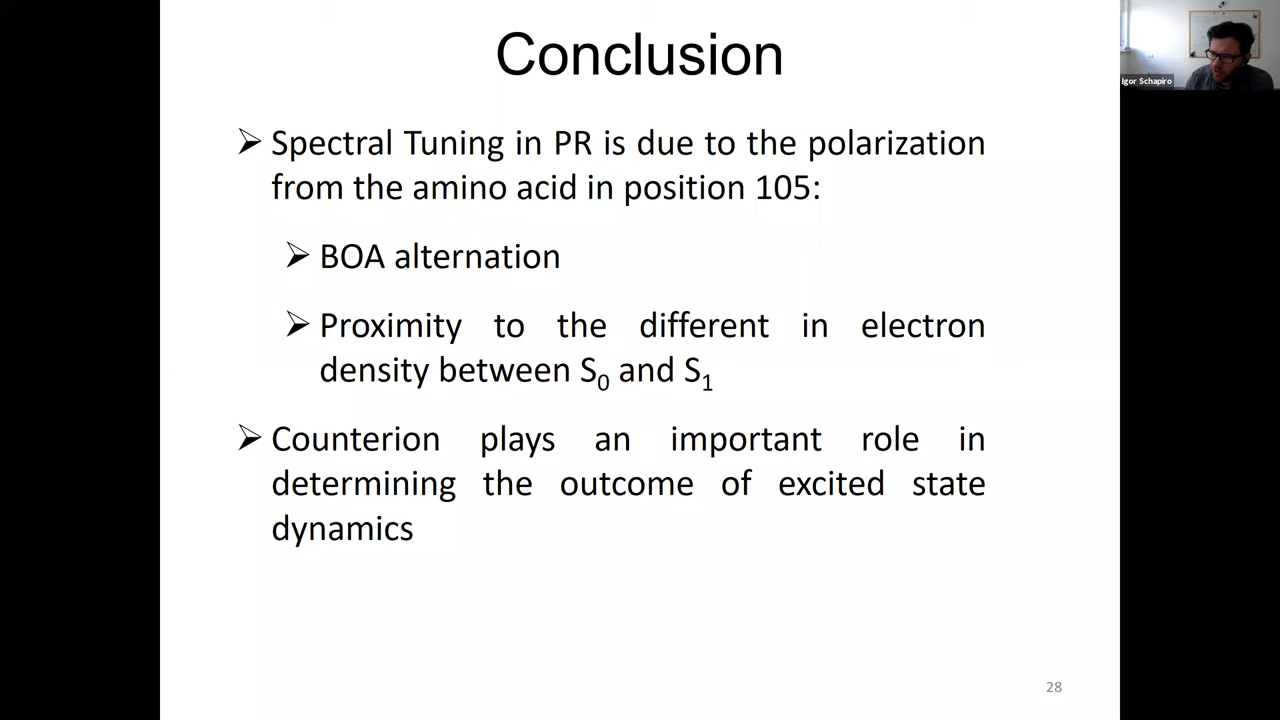 Conclusion
Igor Schapiro
➢ Spectral Tuning in PR is due to the polarization
from the amino acid in position 105:
➢ BOA alternation
➢ Proximity to the different in electron
density between S₀ and S₁
➢ Counterion plays an important role in
determining the outcome of excited state
dynamics
28